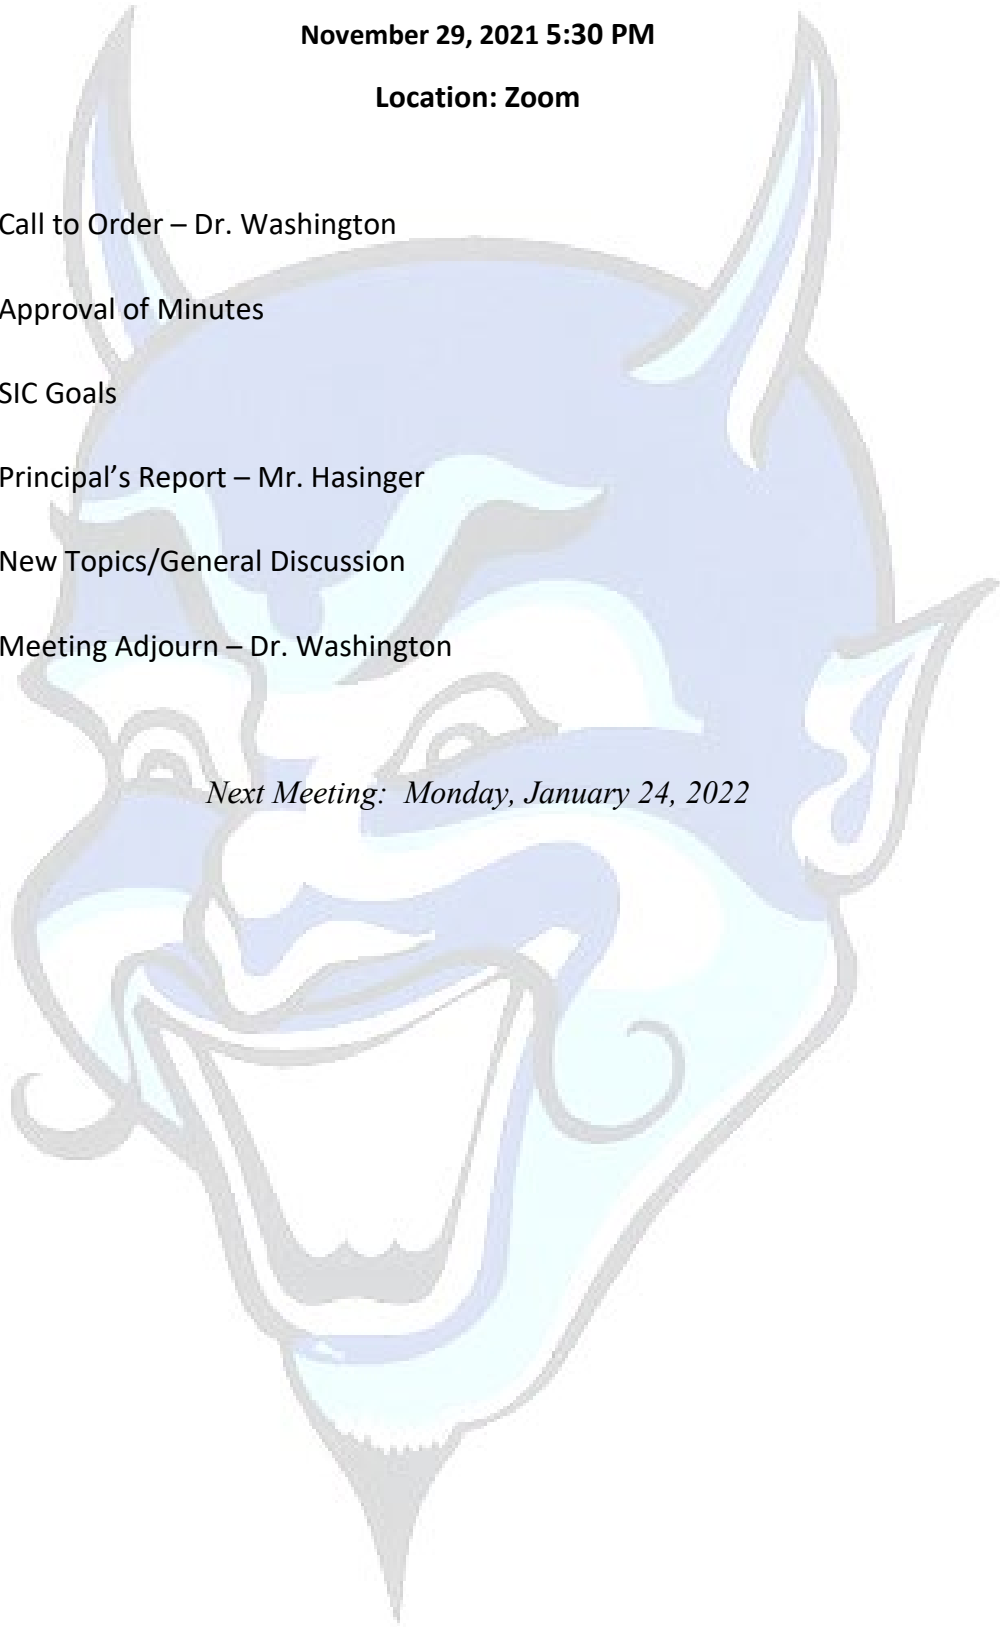 November 29, 2021 5:30 PM
Location: Zoom
Call to Order – Dr. Washington
Approval of Minutes
SIC Goals
Principal’s Report – Mr. Hasinger
New Topics/General Discussion
Meeting Adjourn – Dr. Washington
Next Meeting:  Monday, January 24, 2022